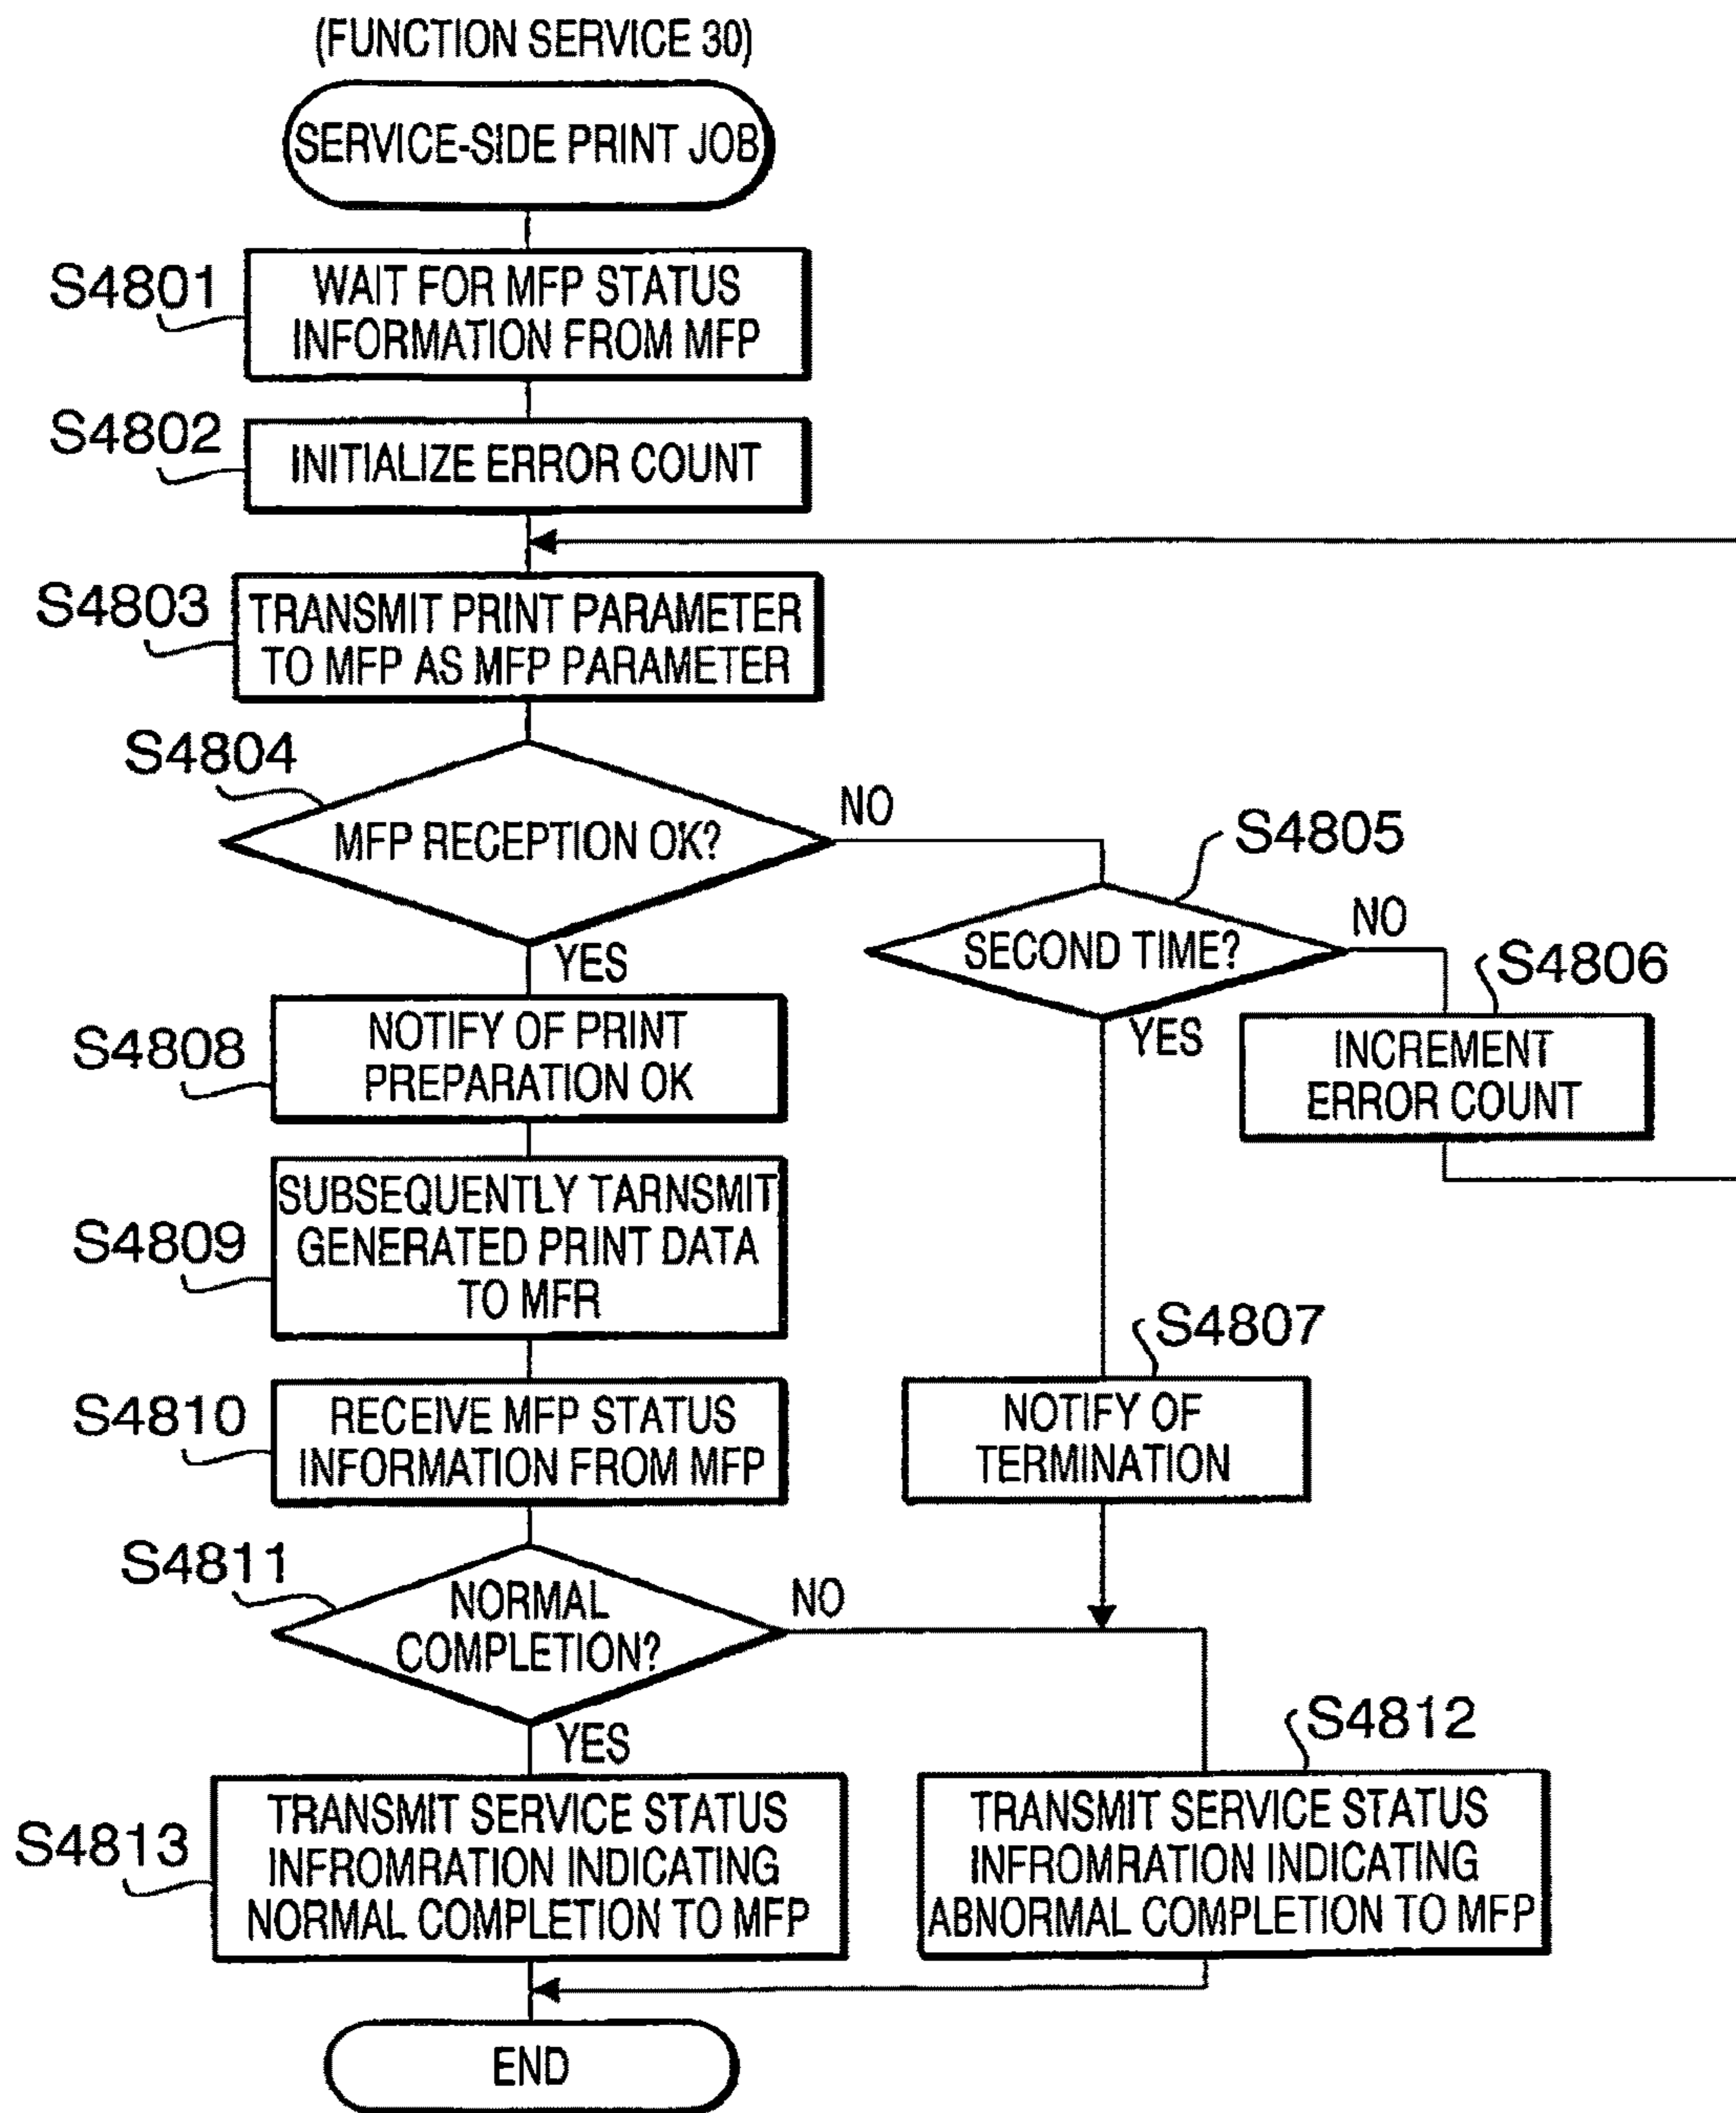 (FUNCTION SERVICE 30)
SERVICE-SIDE PRINT JOB
S4801
WAIT FOR MFP STATUS
INFORMATION FROM MFP
S4802
INITIALIZE ERROR COUNT
S4803
TRANSMIT PRINT PARAMETER
TO MFP AS MFP PARAMETER
S4804
MFP RECEPTION OK?
NO
YES
S4805
SECOND TIME?
NO
YES
S4806
INCREMENT
ERROR COUNT
S4808
NOTIFY OF PRINT
PREPARATION OK
S4809
SUBSEQUENTLY TARNSMIT
GENERATED PRINT DATA
TO MFR
S4807
NOTIFY OF
TERMINATION
S4810
RECEIVE MFP STATUS
INFORMATION FROM MFP
S4811
NORMAL
COMPLETION?
NO
YES
S4812
TRANSMIT SERVICE STATUS
INFROMRATION INDICATING
ABNORMAL COMPLETION TO MFP
S4813
TRANSMIT SERVICE STATUS
INFROMRATION INDICATING
NORMAL COMPLETION TO MFP
END